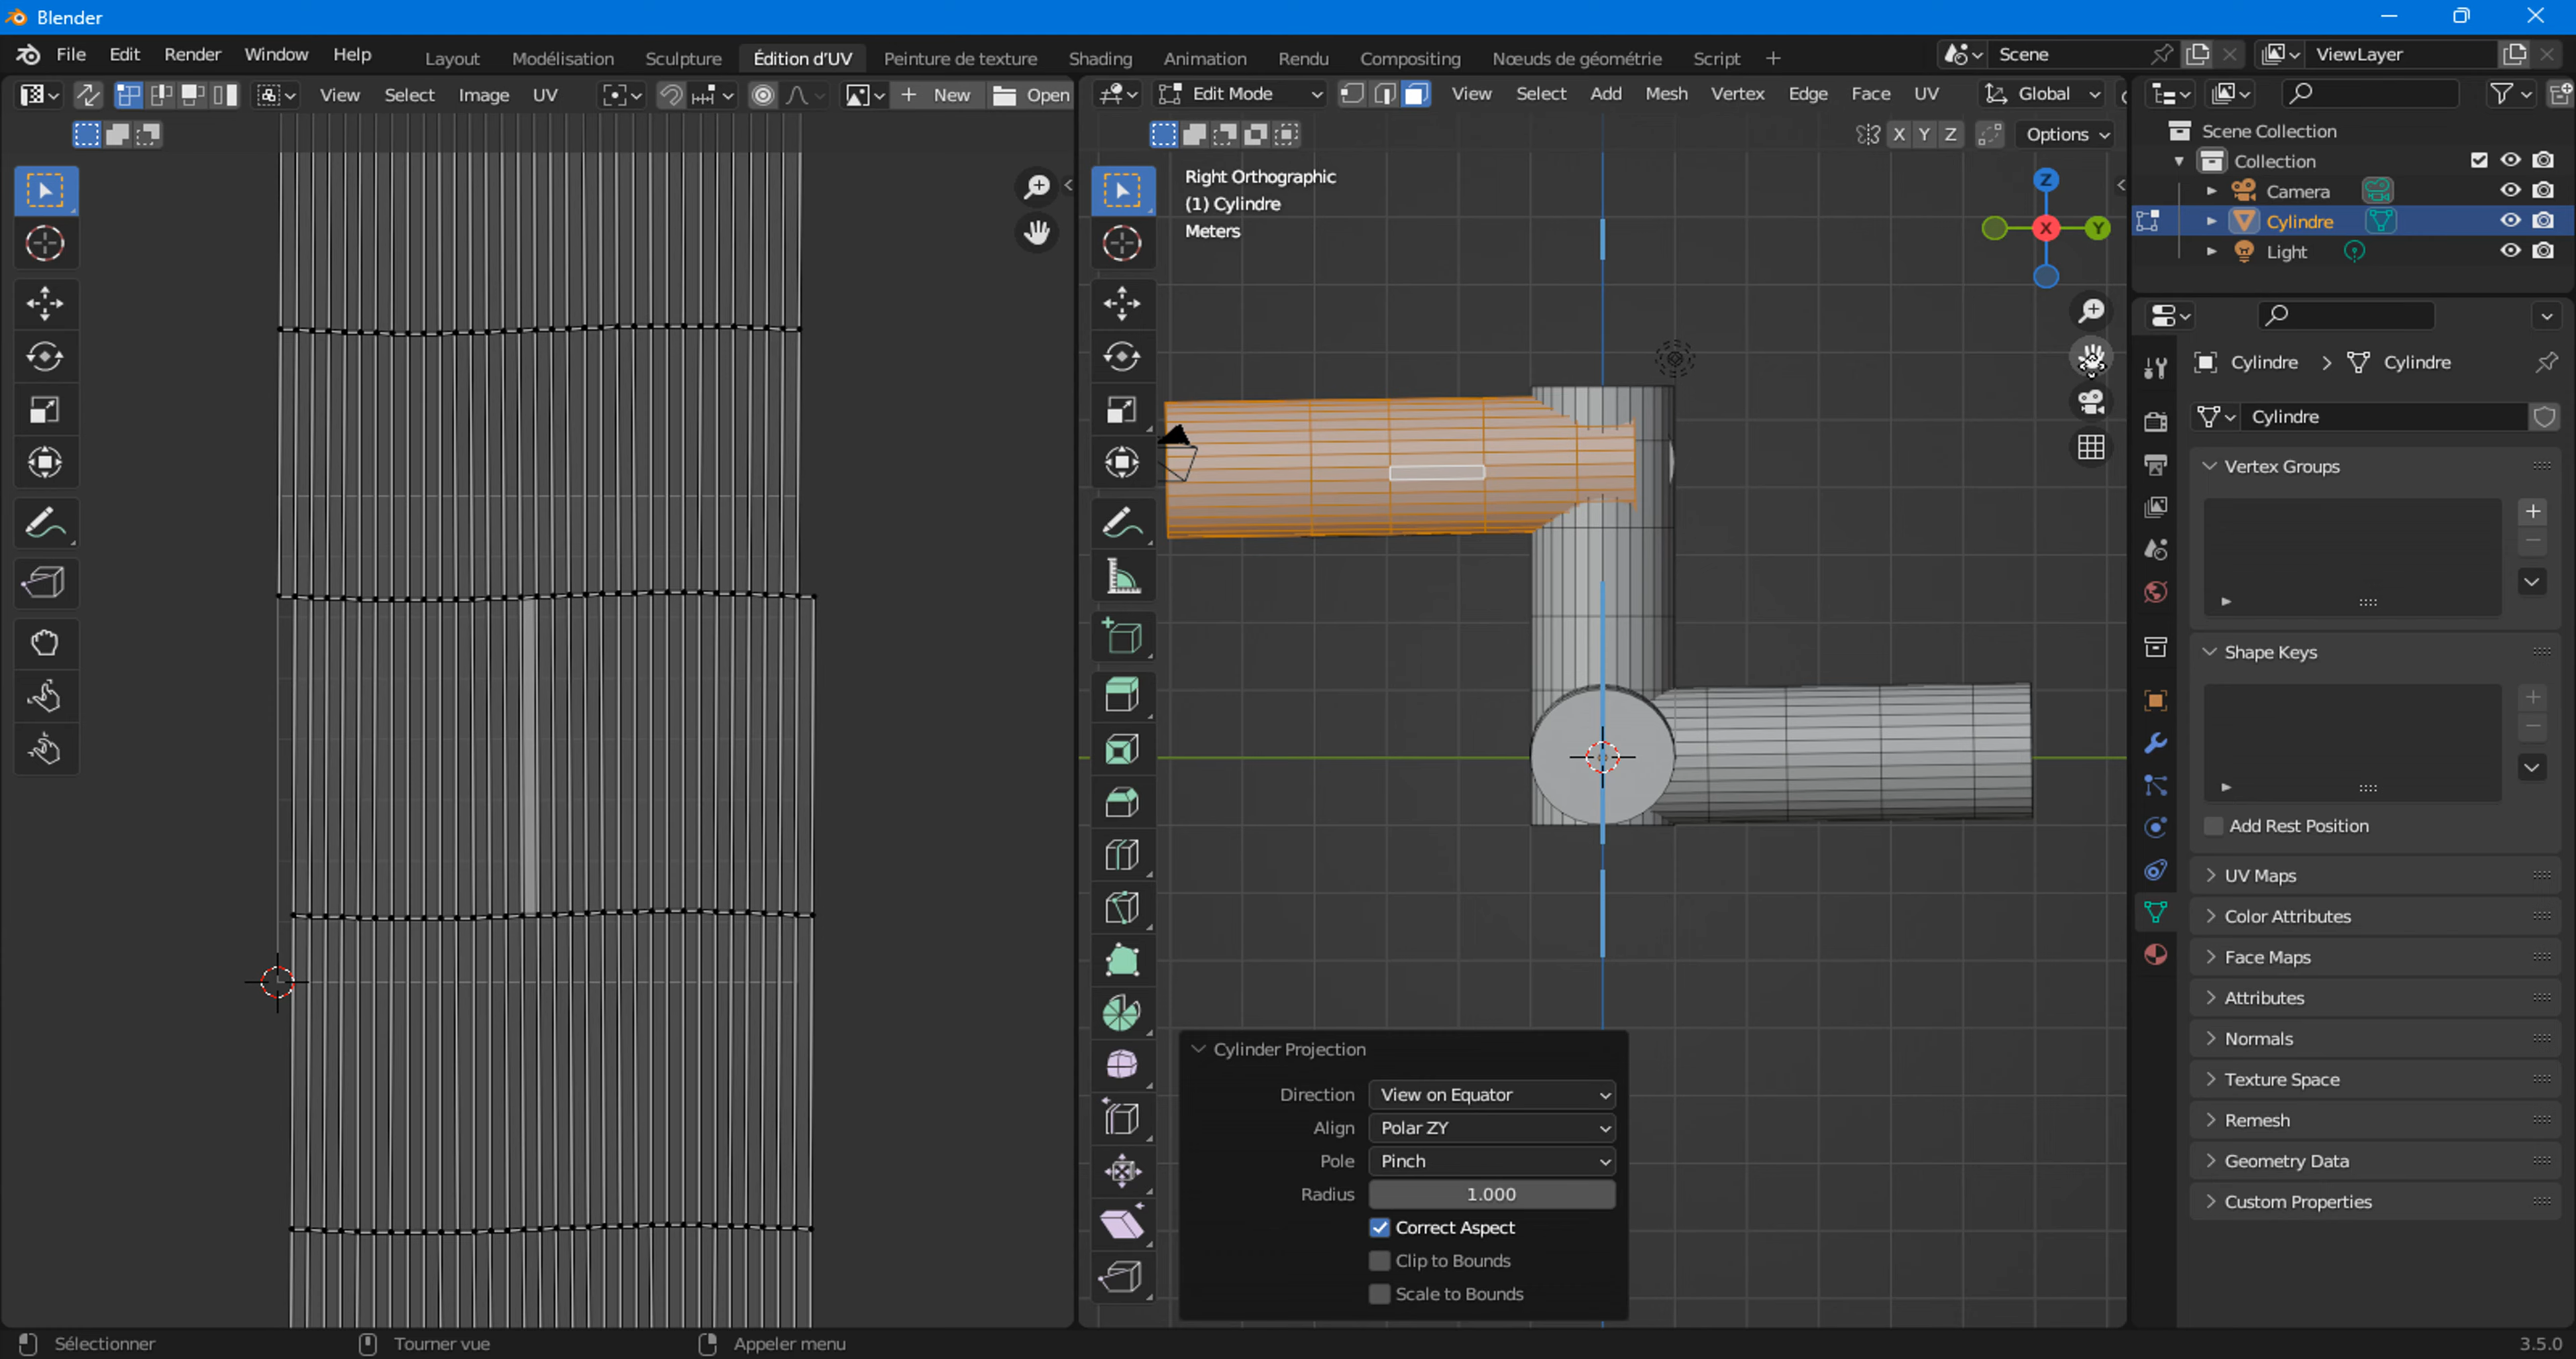 Blender
File Edit Render Window Help Layout Modélisation Sculpture Édition d'UV Peinture de texture Shading Animation Rendu Compositing Nœuds de géométrie Script + Scene ViewLayer
View Select Image UV + New Open Edit Mode View Select Add Mesh Vertex Edge Face UV Global
X Y Z Options
Right Orthographic
(1) Cylindre
Meters
Z
X
Y
Scene Collection
Collection
Camera
Cylindre
Light
Cylindre > Cylindre
Cylindre
Vertex Groups
Shape Keys
Add Rest Position
UV Maps
Color Attributes
Face Maps
Attributes
Normals
Texture Space
Remesh
Geometry Data
Custom Properties
Cylinder Projection
Direction View on Equator
Align Polar ZY
Pole Pinch
Radius 1.000
Correct Aspect
Clip to Bounds
Scale to Bounds
Sélectionner Tourner vue Appeler menu 3.5.0